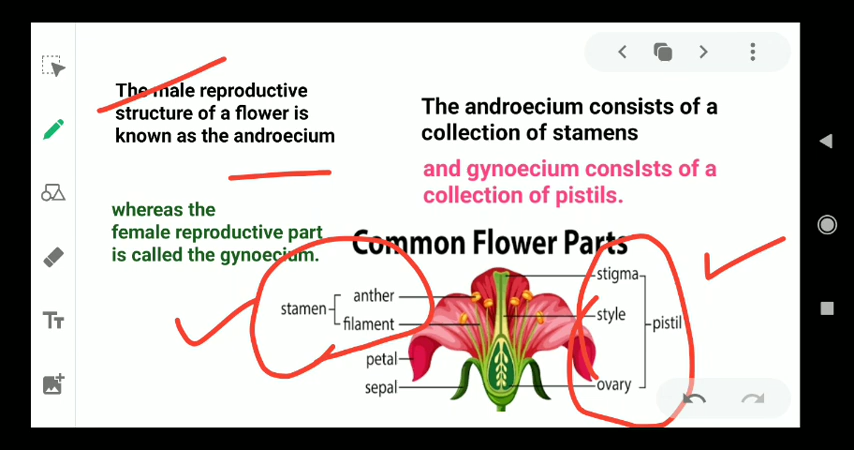 The male reproductive
structure of a flower is
known as the androecium
whereas the
female reproductive part
is called the gynoecium.
The androecium consists of a
collection of stamens
and gynoecium consIsts of a
collection of pistils.
Common Flower Parts
stamen
anther
filament
petal
sepal
stigma
style
pistil
ovary
TT